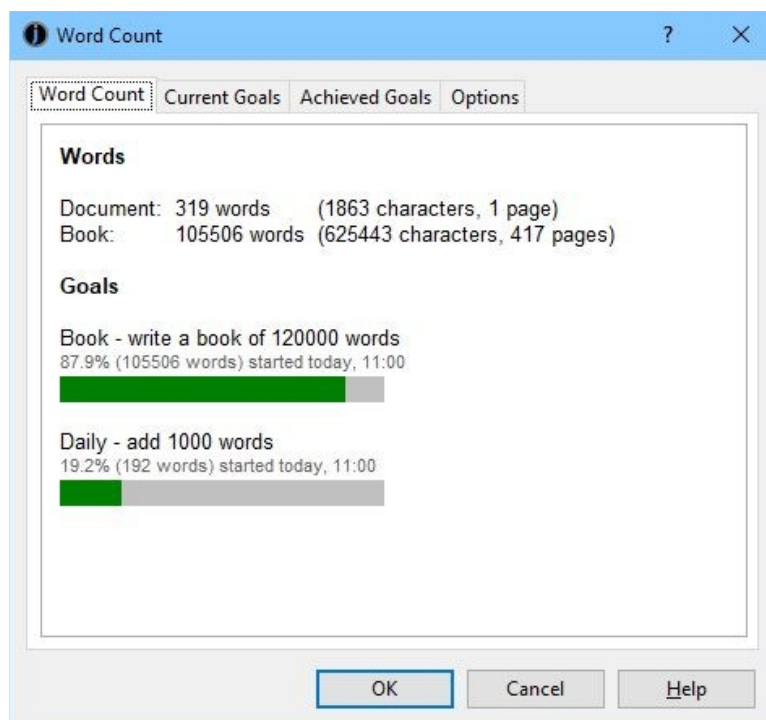 Word Count
?
Word Count Current Goals Achieved Goals Options
Words
Document: 319 words (1863 characters, 1 page)
Book: 105506 words (625443 characters, 417 pages)
Goals
Book - write a book of 120000 words
87.9% (105506 words) started today, 11:00
Daily - add 1000 words
19.2% (192 words) started today, 11:00
OK Cancel Help